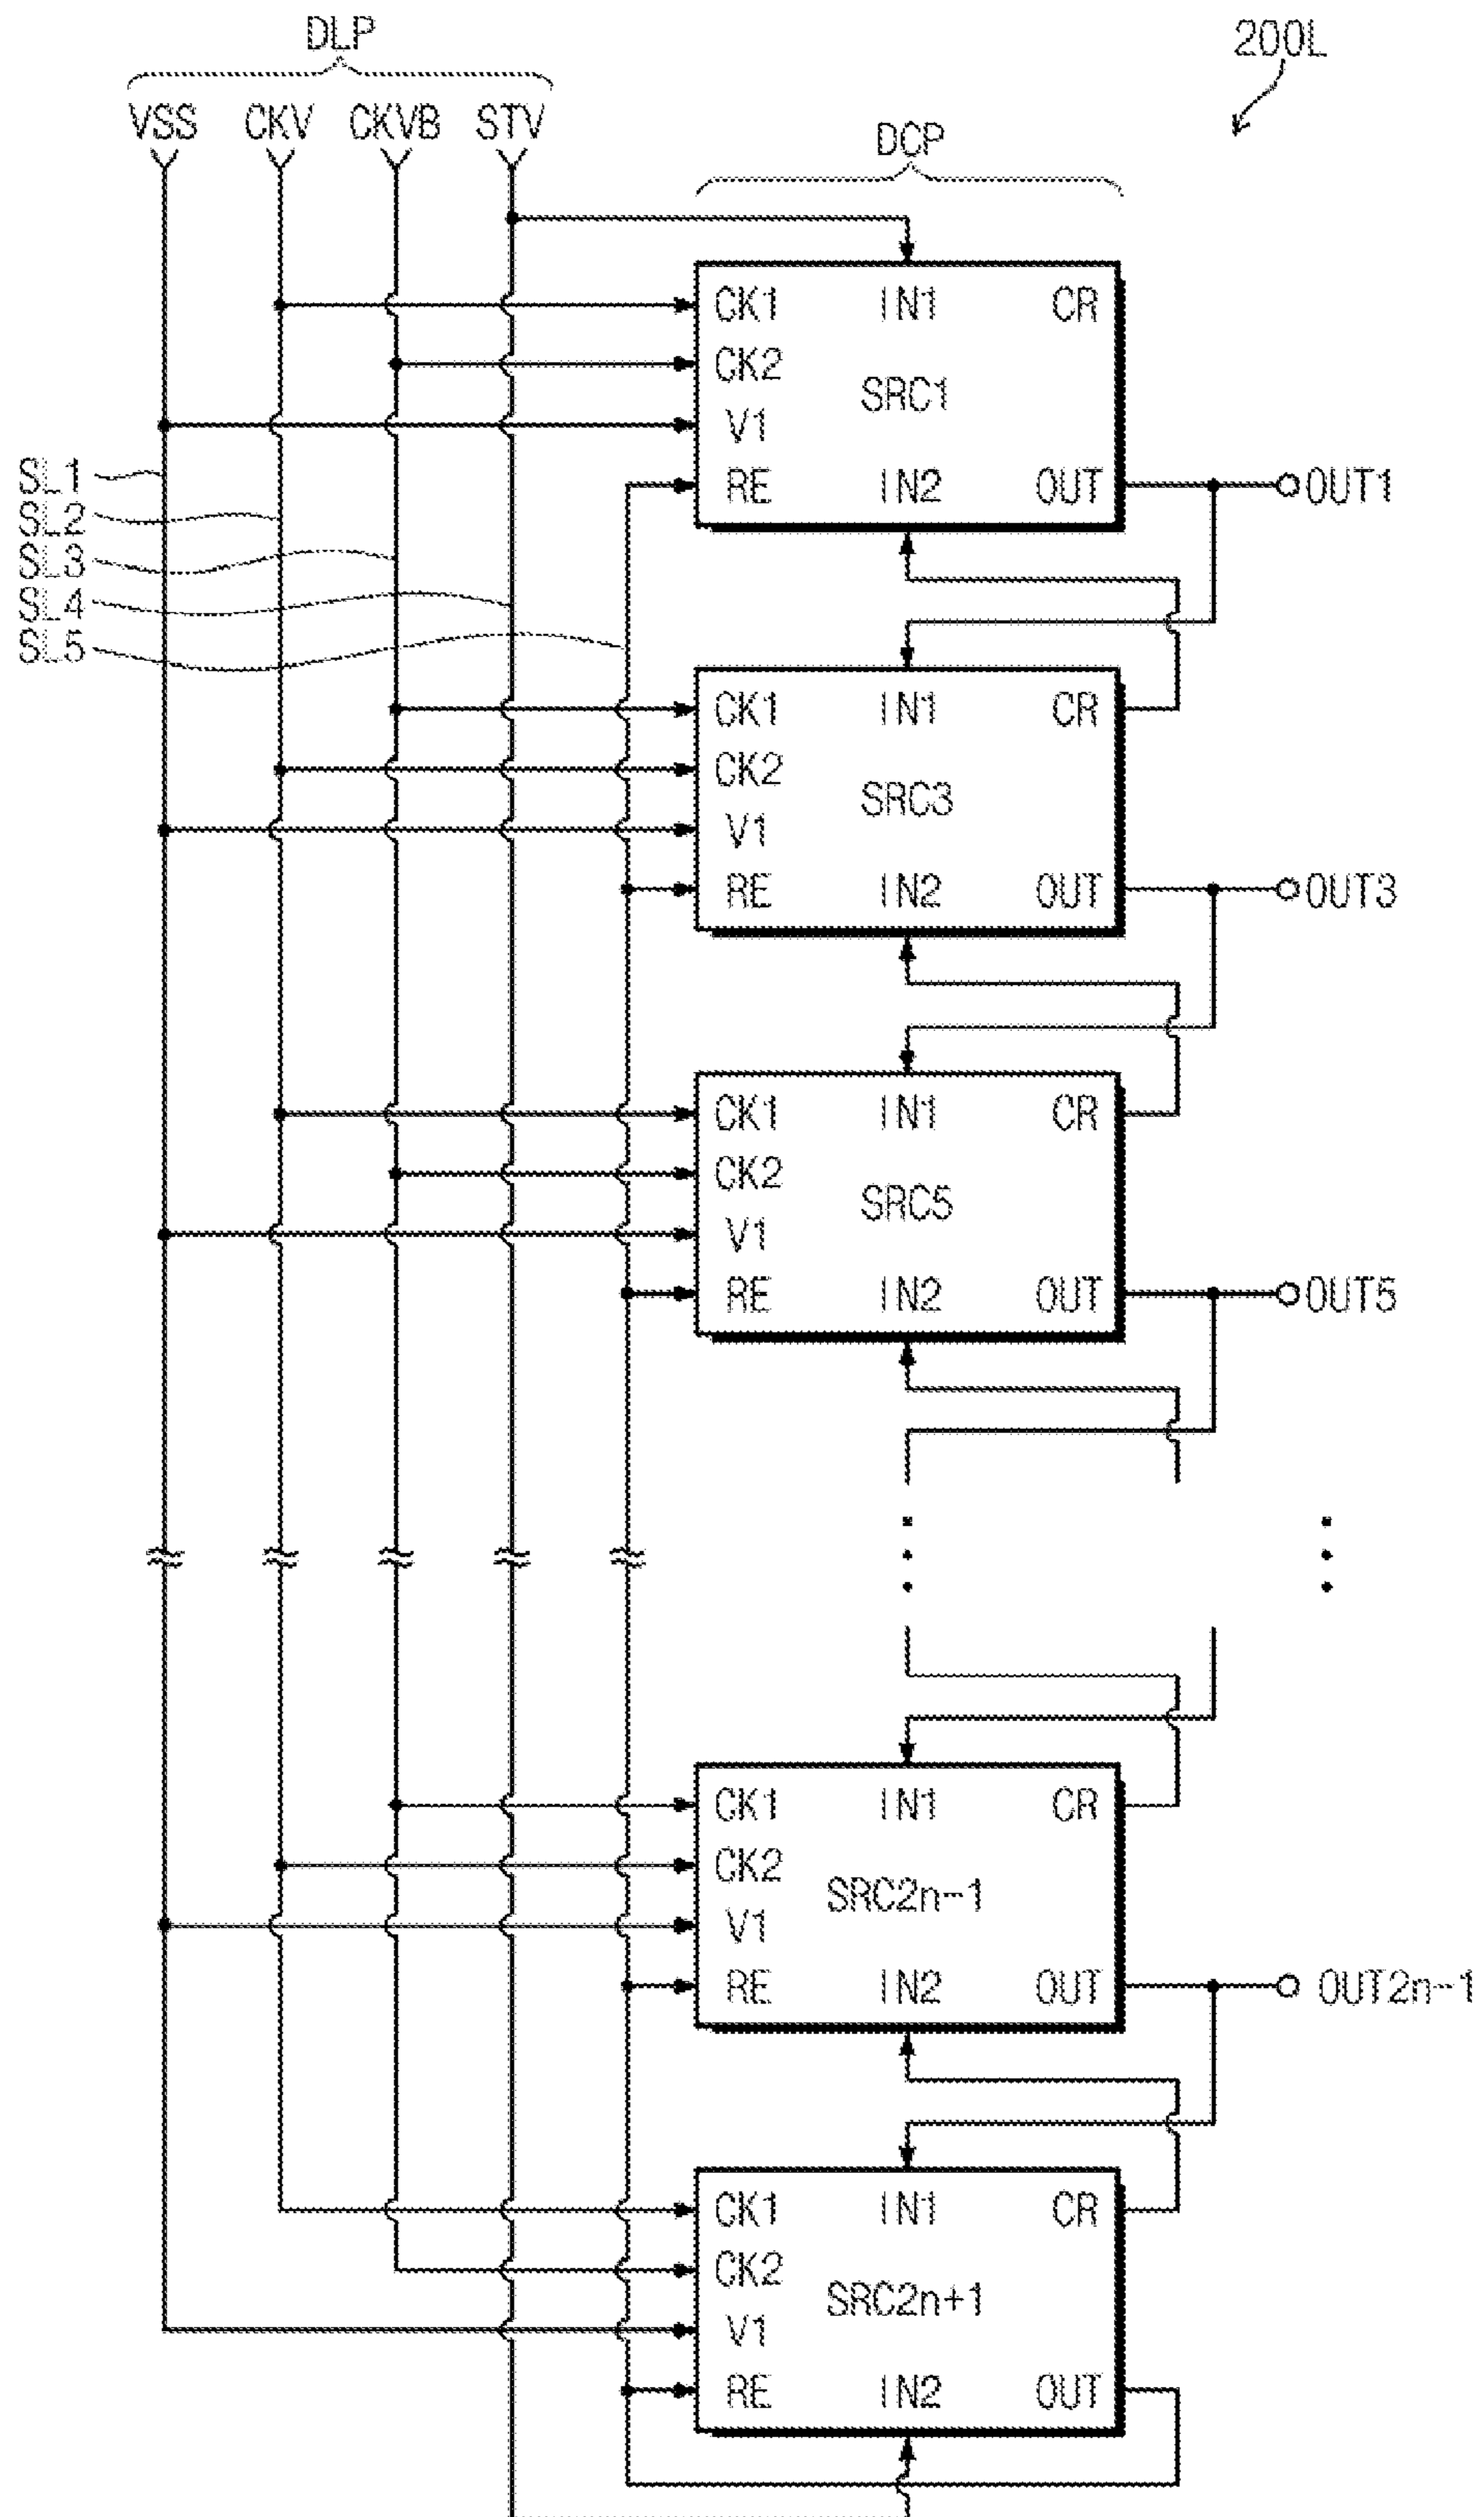 DLP
200L
VSS CKV CKVB STV
DCP
CK1 IN1 CR
CK2
SRC1
V1
RE IN2 OUT
OUT1
SL1
SL2
SL3
SL4
SL5
CK1 IN1 CR
CK2
SRC3
V1
RE IN2 OUT
OUT3
CK1 IN1 CR
CK2
SRC5
V1
RE IN2 OUT
OUT5
CK1 IN1 CR
CK2
SRC2n-1
V1
RE IN2 OUT
OUT2n-1
CK1 IN1 CR
CK2
SRC2n+1
V1
RE IN2 OUT